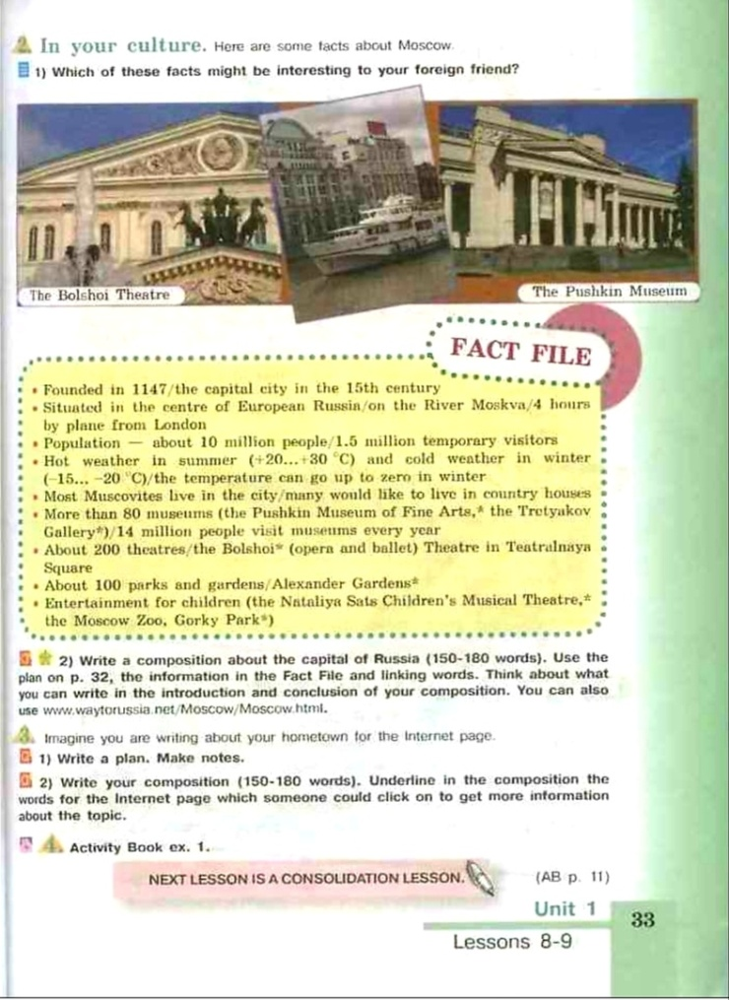 2. In your culture. Here are some facts about Moscow.
1) Which of these facts might be interesting to your foreign friend?
The Bolshoi Theatre
The Pushkin Museum
FACT FILE
• Founded in 1147/the capital city in the 15th century
• Situated in the centre of European Russia/on the River Moskva/4 hours
by plane from London
• Population — about 10 million people/1.5 million temporary visitors
• Hot weather in summer (+20...+30 °C) and cold weather in winter
(–15... –20 °C)/the temperature can go up to zero in winter
• Most Muscovites live in the city/many would like to live in country houses
• More than 80 museums (the Pushkin Museum of Fine Arts,* the Tretyakov
Gallery*)/14 million people visit museums every year
• About 200 theatres/the Bolshoi* (opera and ballet) Theatre in Teatralnaya
Square
• About 100 parks and gardens/Alexander Gardens*
• Entertainment for children (the Nataliya Sats Children's Musical Theatre,*
the Moscow Zoo, Gorky Park*)
2) Write a composition about the capital of Russia (150-180 words). Use the
plan on p. 32, the information in the Fact File and linking words. Think about what
you can write in the introduction and conclusion of your composition. You can also
use www.waytorussia.net/Moscow/Moscow.html.
3. Imagine you are writing about your hometown for the Internet page.
1) Write a plan. Make notes.
2) Write your composition (150-180 words). Underline in the composition the
words for the Internet page which someone could click on to get more information
about the topic.
4. Activity Book ex. 1.
NEXT LESSON IS A CONSOLIDATION LESSON. (AB p. 11)
Unit 1
33
Lessons 8-9